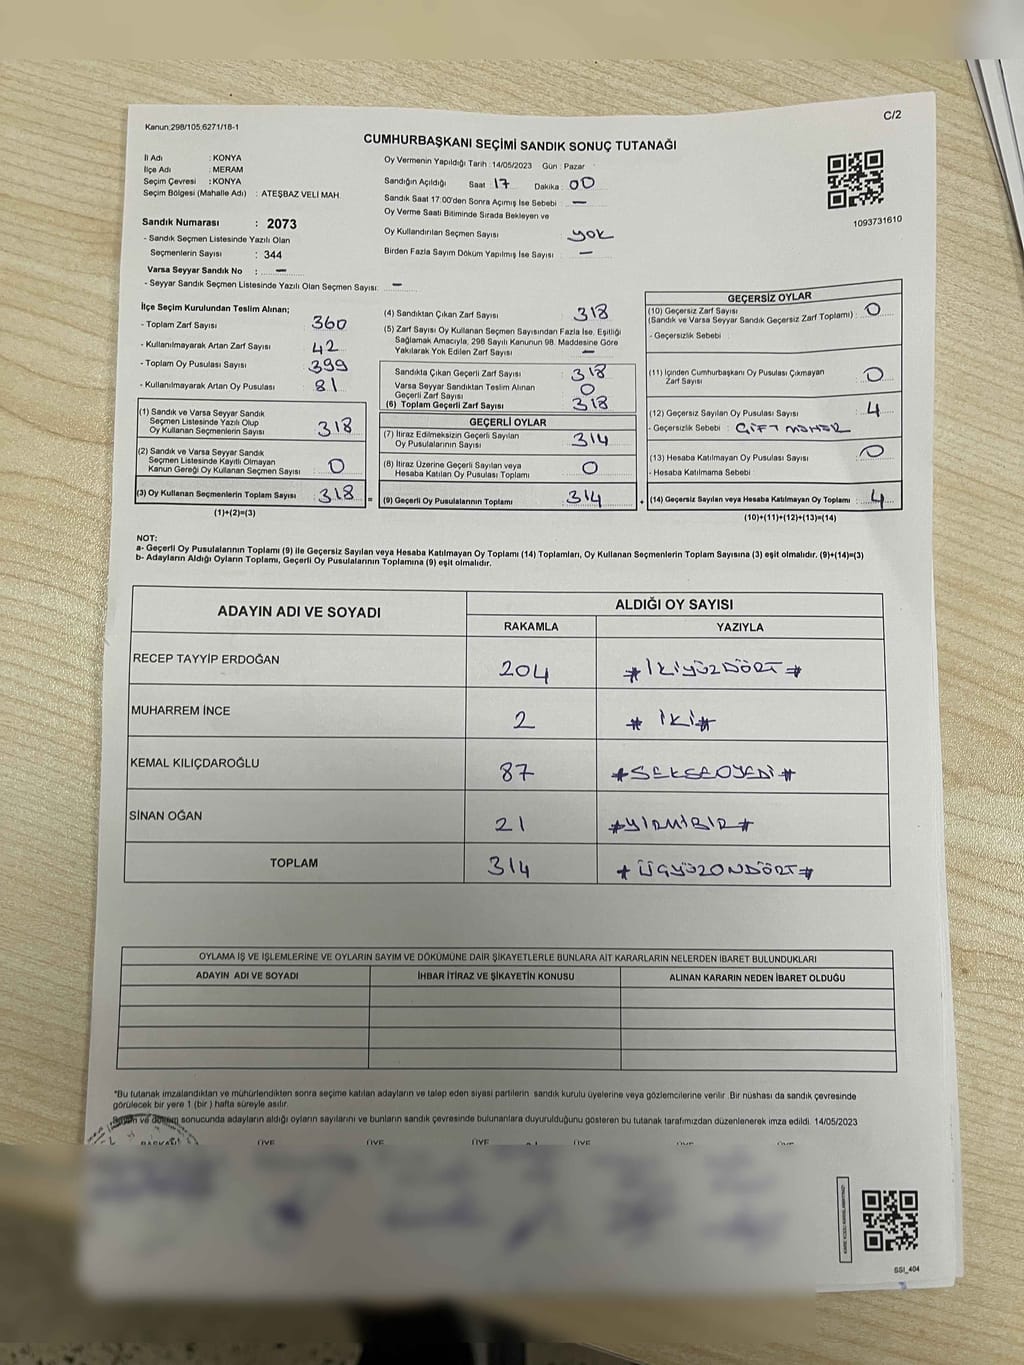 C/2
Kanun;298/105,6271/18-1
CUMHURBAŞKANI SEÇİMİ SANDIK SONUÇ TUTANAĞI
İl Adı : KONYA
İlçe Adı : MERAM
Seçim Çevresi : KONYA
Seçim Bölgesi (Mahalle Adı) : ATEŞBAZ VELİ MAH.
Sandık Numarası : 2073
- Sandık Seçmen Listesinde Yazılı Olan
Seçmenlerin Sayısı : 344
Varsa Seyyar Sandık No : –
- Seyyar Sandık Seçmen Listesinde Yazılı Olan Seçmen Sayısı: –
Oy Vermenin Yapıldığı Tarih : 14/05/2023 Gün : Pazar
Sandığın Açıldığı Saat : 17 Dakika : 00
Sandık Saat 17:00'den Sonra Açımış İse Sebebi : –
Oy Verme Saati Bitiminde Sırada Bekleyen ve
Oy Kullandırılan Seçmen Sayısı : yok
Birden Fazla Sayım Döküm Yapılmış İse Sayısı : –
1093731610
İlçe Seçim Kurulundan Teslim Alınan;
- Toplam Zarf Sayısı : 360
- Kullanılmayarak Artan Zarf Sayısı : 42
- Toplam Oy Pusulası Sayısı : 399
- Kullanılmayarak Artan Oy Pusulası : 81
(1) Sandık ve Varsa Seyyar Sandık
Seçmen Listesinde Yazılı Olup
Oy Kullanan Seçmenlerin Sayısı : 318
(2) Sandık ve Varsa Seyyar Sandık
Seçmen Listesinde Kayıtlı Olmayan
Kanun Gereği Oy Kullanan Seçmen Sayısı : 0
(3) Oy Kullanan Seçmenlerin Toplam Sayısı : 318 =
(1)+(2)=(3)
(4) Sandıktan Çıkan Zarf Sayısı : 318
(5) Zarf Sayısı Oy Kullanan Seçmen Sayısından Fazla İse, Eşitliği
Sağlamak Amacıyla, 298 Sayılı Kanunun 98. Maddesine Göre
Yakılarak Yok Edilen Zarf Sayısı : –
Sandıkta Çıkan Geçerli Zarf Sayısı : 318
Varsa Seyyar Sandıktan Teslim Alınan
Geçerli Zarf Sayısı : 0
(6) Toplam Geçerli Zarf Sayısı : 318
GEÇERLİ OYLAR
(7) İtiraz Edilmeksizin Geçerli Sayılan
Oy Pusulalarının Sayısı : 314
(8) İtiraz Üzerine Geçerli Sayılan veya
Hesaba Katılan Oy Pusulası Toplamı : 0
(9) Geçerli Oy Pusulalarının Toplamı : 314 +
GEÇERSİZ OYLAR
(10) Geçersiz Zarf Sayısı
(Sandık ve Varsa Seyyar Sandık Geçersiz Zarf Toplamı) : 0
- Geçersizlik Sebebi :
(11) İçinden Cumhurbaşkanı Oy Pusulası Çıkmayan
Zarf Sayısı : 0
(12) Geçersiz Sayılan Oy Pusulası Sayısı : 4
- Geçersizlik Sebebi : ÇİFT MÜHÜR
(13) Hesaba Katılmayan Oy Pusulası Sayısı : 0
- Hesaba Katılmama Sebebi
(14) Geçersiz Sayılan veya Hesaba Katılmayan Oy Toplamı : 4
(10)+(11)+(12)+(13)=(14)
NOT:
a- Geçerli Oy Pusulalarının Toplamı (9) ile Geçersiz Sayılan veya Hesaba Katılmayan Oy Toplamı (14) Toplamları, Oy Kullanan Seçmenlerin Toplam Sayısına (3) eşit olmalıdır. (9)+(14)=(3)
b- Adayların Aldığı Oyların Toplamı, Geçerli Oy Pusulalarının Toplamına (9) eşit olmalıdır.
ADAYIN ADI VE SOYADI ALDIĞI OY SAYISI
RAKAMLA YAZIYLA
RECEP TAYYİP ERDOĞAN 204 #İKİYÜZDÖRT#
MUHARREM İNCE 2 #İKİ#
KEMAL KILIÇDAROĞLU 87 #SEKSENYEDİ#
SİNAN OĞAN 21 #YİRMİBİR#
TOPLAM 314 #ÜÇYÜZONDÖRT#
OYLAMA İŞ VE İŞLEMLERİNE VE OYLARIN SAYIM VE DÖKÜMÜNE DAİR ŞİKAYETLERLE BUNLARA AİT KARARLARIN NELERDEN İBARET BULUNDUKLARI
ADAYIN ADI VE SOYADI İHBAR İTİRAZ VE ŞİKAYETİN KONUSU ALINAN KARARIN NEDEN İBARET OLDUĞU
*Bu tutanak imzalandıktan ve mühürlendikten sonra seçime katılan adayların ve talep eden siyasi partilerin sandık kurulu üyelerine veya gözlemcilerine verilir. Bir nüshası da sandık çevresinde
görülecek bir yere 1 (bir) hafta süreyle asılır.
Sayım ve döküm sonucunda adayların aldığı oyların sayılarını ve bunların sandık çevresinde bulunanlara duyurulduğunu gösteren bu tutanak tarafımızdan düzenlenerek imza edildi. 14/05/2023
ÜYE ÜYE ÜYE ÜYE
SSI_404